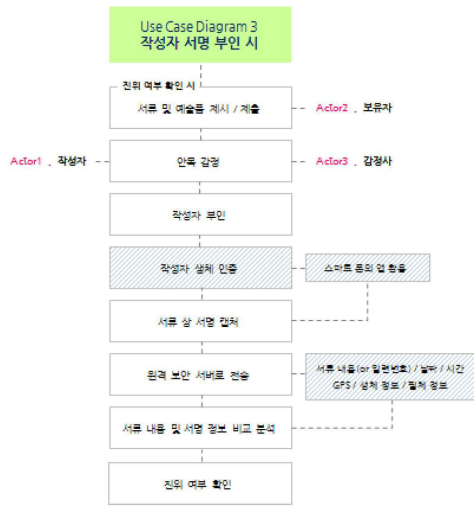 Use Case Diagram 3
작성자 서명 부인 시
진위 여부 확인 시
서류 및 예술품 제시 / 제출
Actor2 . 보유자
Actor1 . 작성자
안목 감정
Actor3 . 감정사
작성자 부인
작성자 생체 인증
스마트 폰의 앱 활용
서류 상 서명 캡처
원격 보안 서버로 전송
서류 내용(or 일련번호) / 날짜 / 시간
GPS / 생체 정보 / 필체 정보
서류 내용 및 서명 정보 비교 분석
진위 여부 확인